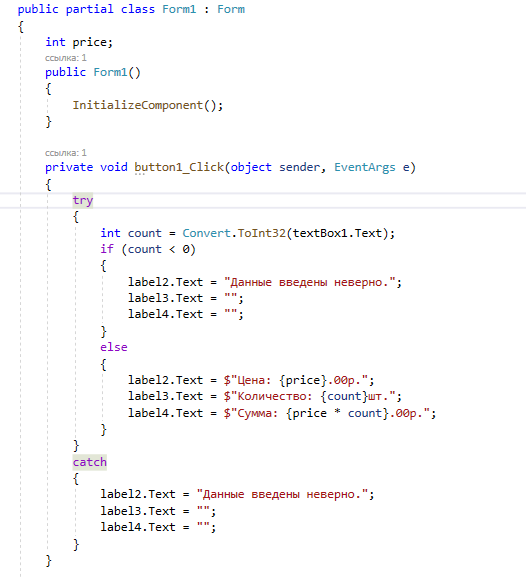 public partial class Form1 : Form
{
int price;
ссылка: 1
public Form1()
{
InitializeComponent();
}
ссылка: 1
private void button1_Click(object sender, EventArgs e)
{
try
{
int count = Convert.ToInt32(textBox1.Text);
if (count < 0)
{
label2.Text = "Данные введены неверно.";
label3.Text = "";
label4.Text = "";
}
else
{
label2.Text = $"Цена: {price}.00р.";
label3.Text = $"Количество: {count}шт.";
label4.Text = $"Сумма: {price * count}.00р.";
}
}
catch
{
label2.Text = "Данные введены неверно.";
label3.Text = "";
label4.Text = "";
}
}